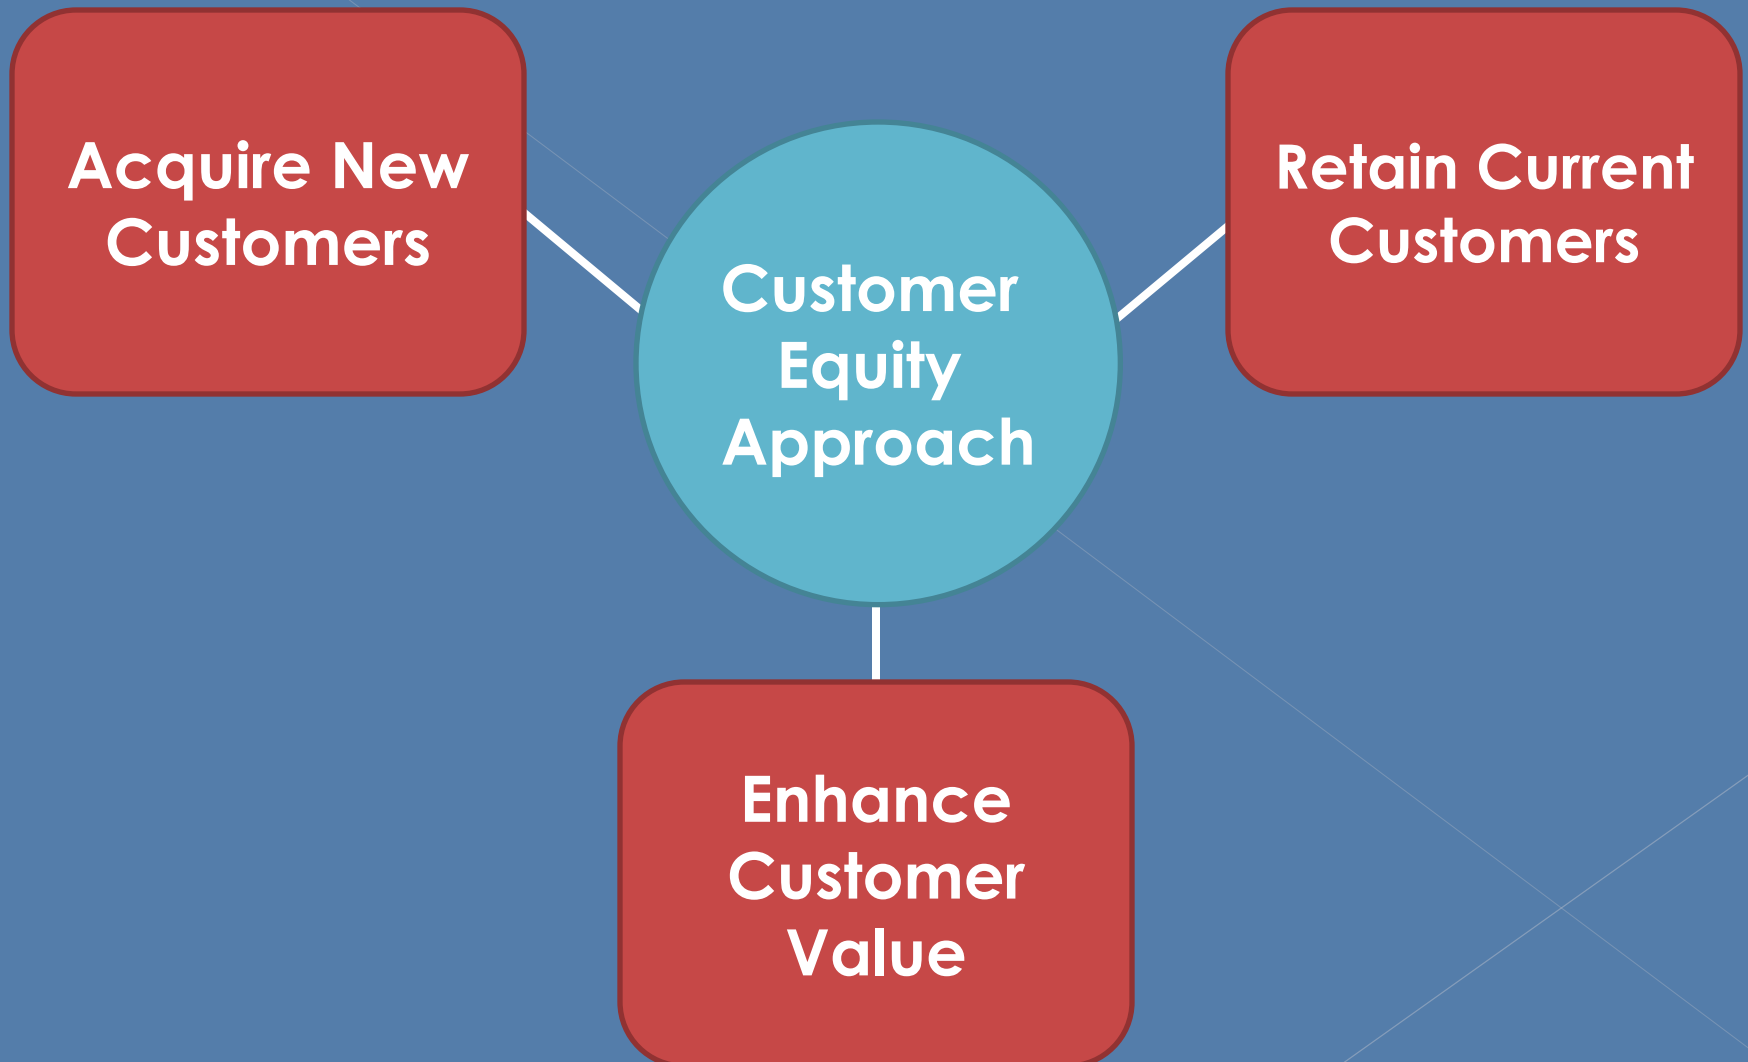 Acquire New
Customers
Customer
Equity
Approach
Retain Current
Customers
Enhance
Customer
Value